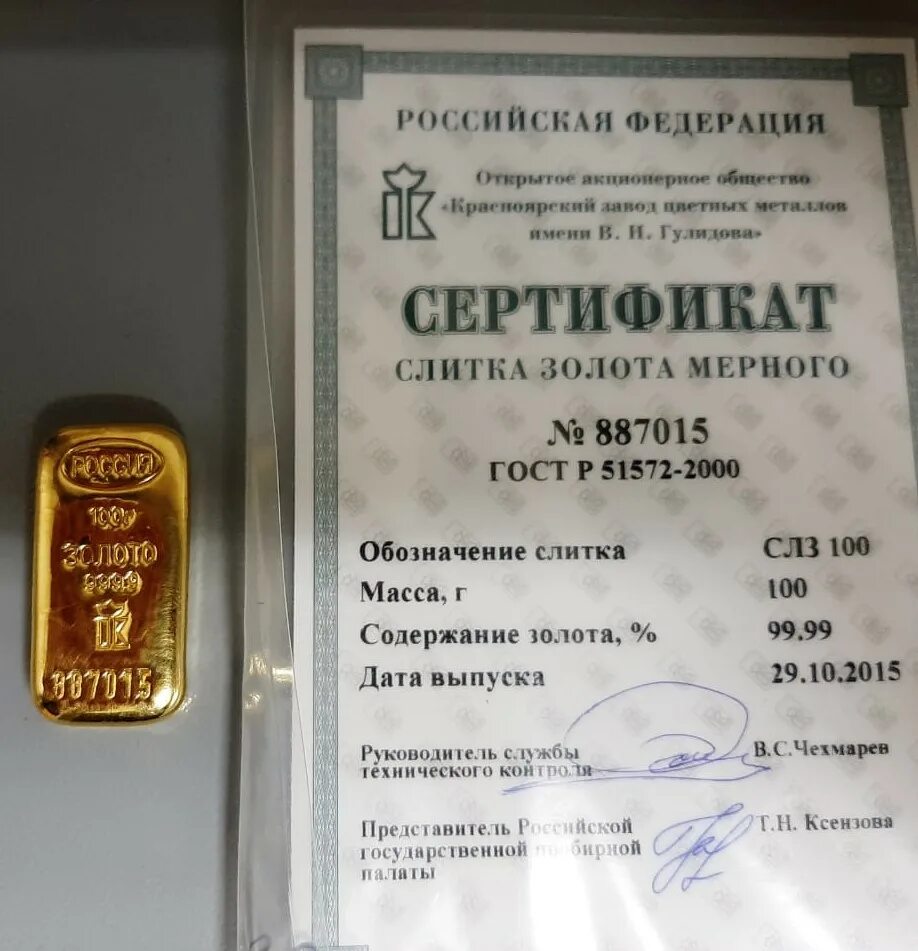 РОССИЯ
100г
ЗОЛОТО
999,9
887015
РОССИЙСКАЯ ФЕДЕРАЦИЯ
Открытое акционерное общество
«Красноярский завод цветных металлов
имени В. Н. Гулидова»
СЕРТИФИКАТ
СЛИТКА ЗОЛОТА МЕРНОГО
№ 887015
ГОСТ Р 51572-2000
Обозначение слитка СЛЗ 100
Масса, г 100
Содержание золота, % 99.99
Дата выпуска 29.10.2015
Руководитель службы В.С.Чехмарев
технического контроля
Представитель Российской Т.Н. Ксензова
государственной пробирной
палаты